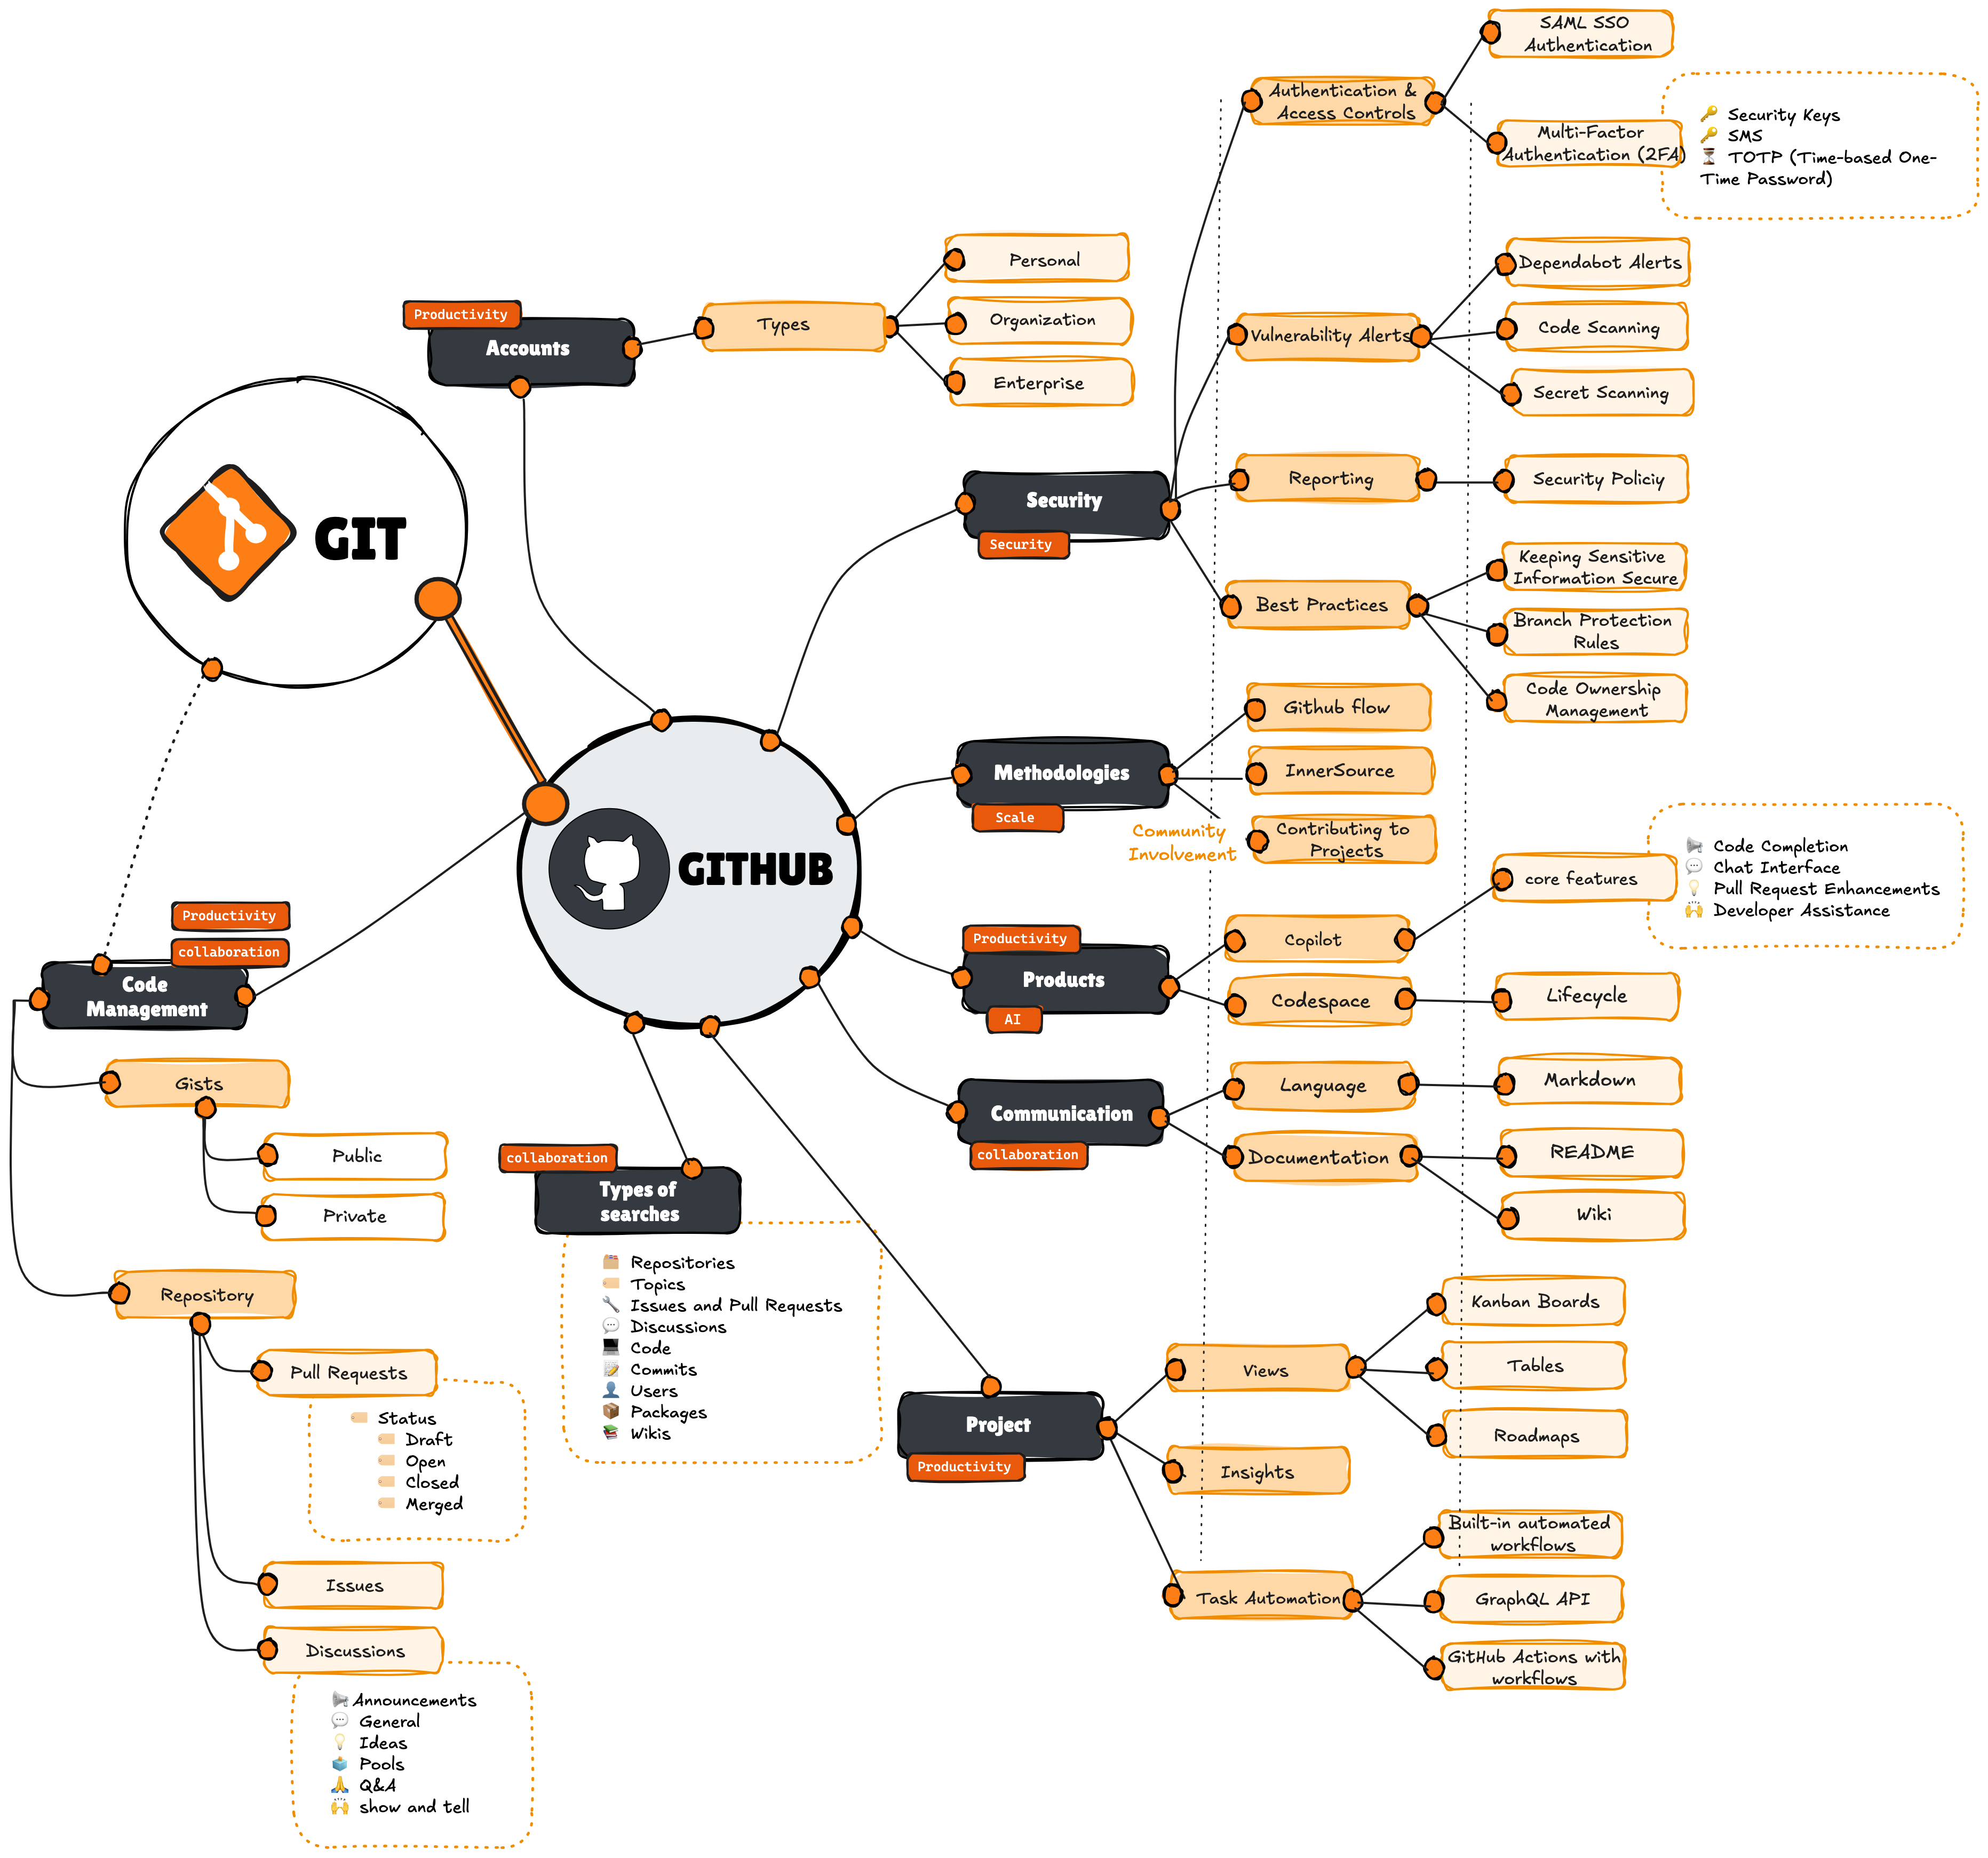 SAML SSO
Authentication
Authentication &
Access Controls
Multi-Factor
Authentication (2FA)
🔑 Security Keys
🔑 SMS
⏳ TOTP (Time-based One-
Time Password)
Productivity
Accounts
Types
Personal
Organization
Enterprise
Vulnerability Alerts
Dependabot Alerts
Code Scanning
Secret Scanning
GIT
Security
Security
Reporting
Security Policiy
Best Practices
Keeping Sensitive
Information Secure
Branch Protection
Rules
Code Ownership
Management
GITHUB
Methodologies
Scale
Github flow
InnerSource
Community
Involvement
Contributing to
Projects
Productivity
Products
AI
Copilot
core features
📢 Code Completion
💬 Chat Interface
💡 Pull Request Enhancements
🙌 Developer Assistance
Codespace
Lifecycle
Communication
collaboration
Language
Markdown
Documentation
README
Wiki
Productivity
collaboration
Code
Management
Gists
Public
Private
Repository
Pull Requests
Status
Draft
Open
Closed
Merged
Issues
Discussions
📢 Announcements
💬 General
💡 Ideas
🗳 Pools
🙏 Q&A
🙌 show and tell
collaboration
Types of
searches
Repositories
Topics
🔧 Issues and Pull Requests
💬 Discussions
💻 Code
📝 Commits
👤 Users
📦 Packages
📚 Wikis
Project
Productivity
Views
Kanban Boards
Tables
Roadmaps
Insights
Task Automation
Built-in automated
workflows
GraphQL API
GitHub Actions with
workflows